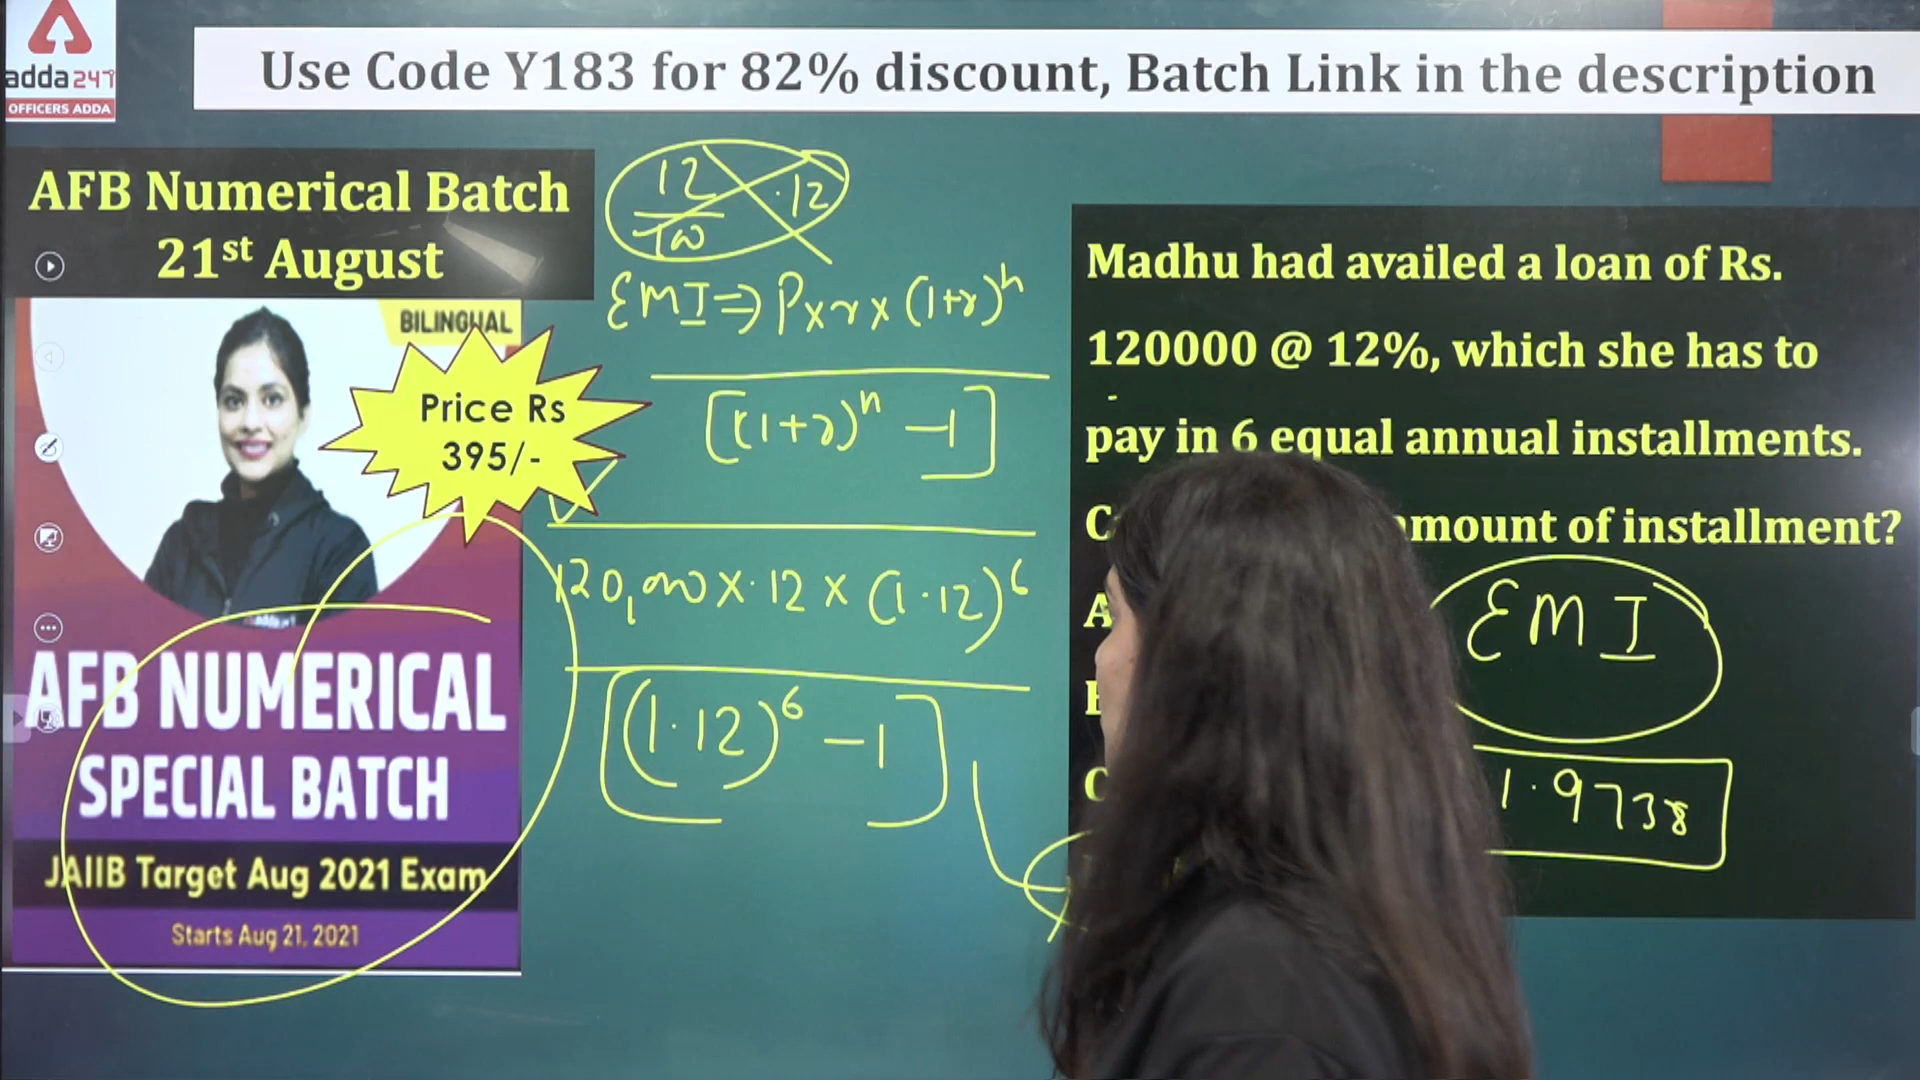 adda247
OFFICERS ADDA
Use Code Y183 for 82% discount, Batch Link in the description
AFB Numerical Batch
21st August
BILINGUAL
Price Rs
395/-
AFB NUMERICAL
SPECIAL BATCH
JAIIB Target Aug 2021 Exam
Starts Aug 21, 2021
12
·12
EMI⇒ P×r×(1+r)^n
[(1+r)^n -1]
120,000×·12×(1·12)^6
[(1·12)^6 -1]
Madhu had availed a loan of Rs.
120000 @ 12%, which she has to
pay in 6 equal annual installments.
C mount of installment?
A
C
EMI
1·9738